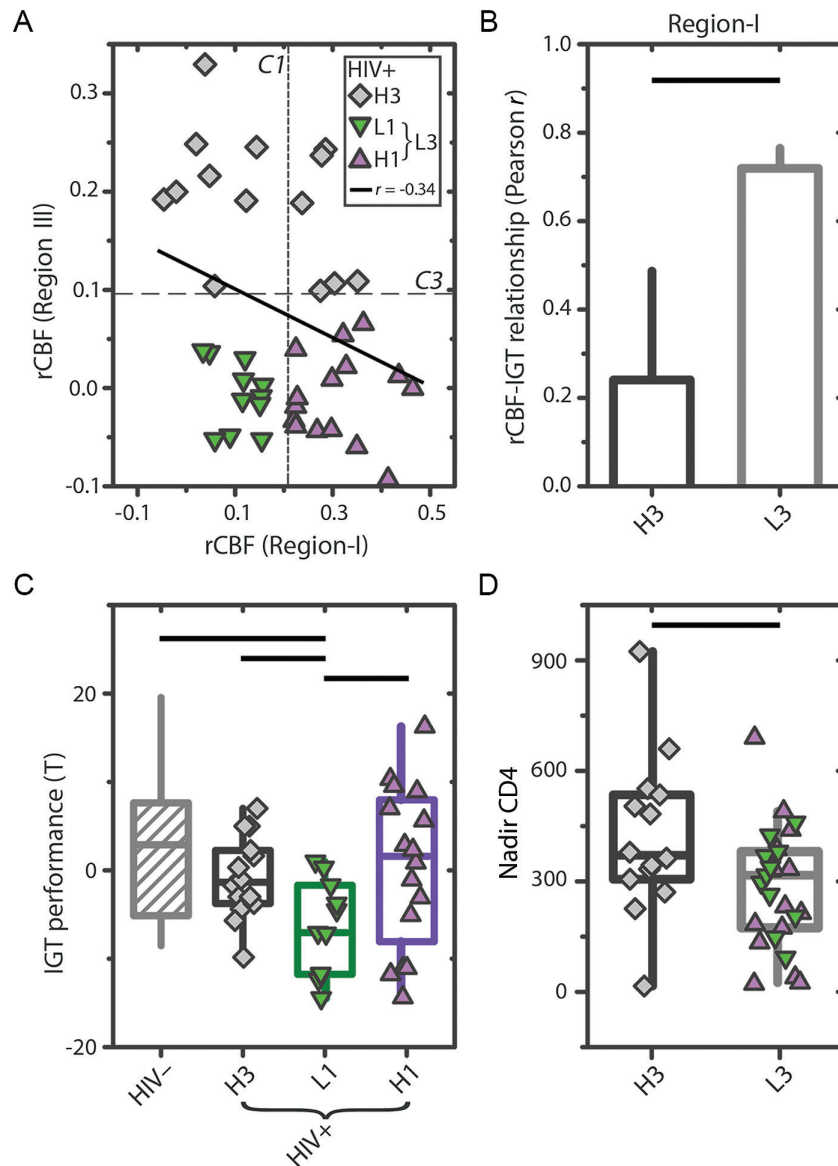 A
C1
HIV+
H3
L1
H1
} L3
r = -0.34
C3
rCBF (Region III)
0.3
0.2
0.1
0.0
-0.1
-0.1
0.1
0.3
0.5
rCBF (Region-I)
B
Region-I
rCBF-IGT relationship (Pearson r)
1.0
0.8
0.6
0.4
0.2
0.0
H3
L3
C
IGT performance (T)
20
0
-20
HIV–
H3
L1
H1
HIV+
D
Nadir CD4
900
600
300
0
H3
L3